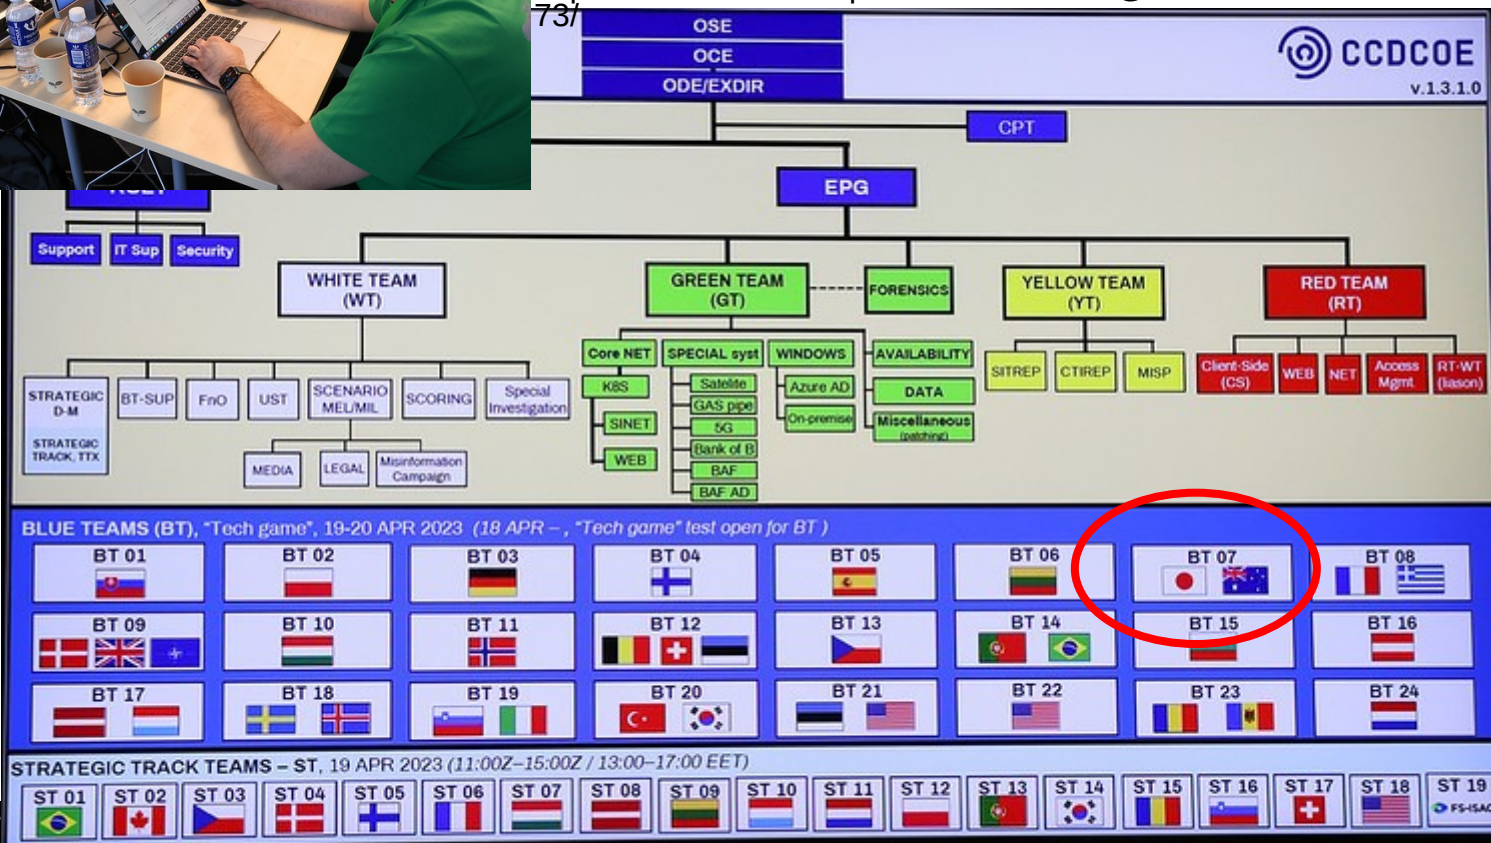 73/
OSE
OCE
ODE/EXDIR
CCDCOE
v.1.3.1.0
CPT
EPG
Support
IT Sup
Security
WHITE TEAM
(WT)
GREEN TEAM
(GT)
FORENSICS
YELLOW TEAM
(YT)
RED TEAM
(RT)
STRATEGIC
D-M
STRATEGIC
TRACK, TTX
BT-SUP
FnO
UST
SCENARIO
MEL/MIL
SCORING
Special
Investigation
MEDIA
LEGAL
Misinformation
Campaign
Core NET
K8S
SINET
WEB
SPECIAL syst
Satelite
GAS pipe
5G
Bank of B
BAF
BAF AD
WINDOWS
Azure AD
On-premise
AVAILABILITY
DATA
Miscellaneous
(patching)
SITREP
CTIREP
MISP
Client-Side
(CS)
WEB
NET
Access
Mgmt
RT-WT
(liason)
BLUE TEAMS (BT), "Tech game", 19-20 APR 2023 (18 APR – , "Tech game" test open for BT )
BT 01
BT 02
BT 03
BT 04
BT 05
BT 06
BT 07
BT 08
BT 09
BT 10
BT 11
BT 12
BT 13
BT 14
BT 15
BT 16
BT 17
BT 18
BT 19
BT 20
BT 21
BT 22
BT 23
BT 24
STRATEGIC TRACK TEAMS – ST, 19 APR 2023 (11:00Z–15:00Z / 13:00–17:00 EET)
ST 01
ST 02
ST 03
ST 04
ST 05
ST 06
ST 07
ST 08
ST 09
ST 10
ST 11
ST 12
ST 13
ST 14
ST 15
ST 16
ST 17
ST 18
ST 19
FS-ISAC